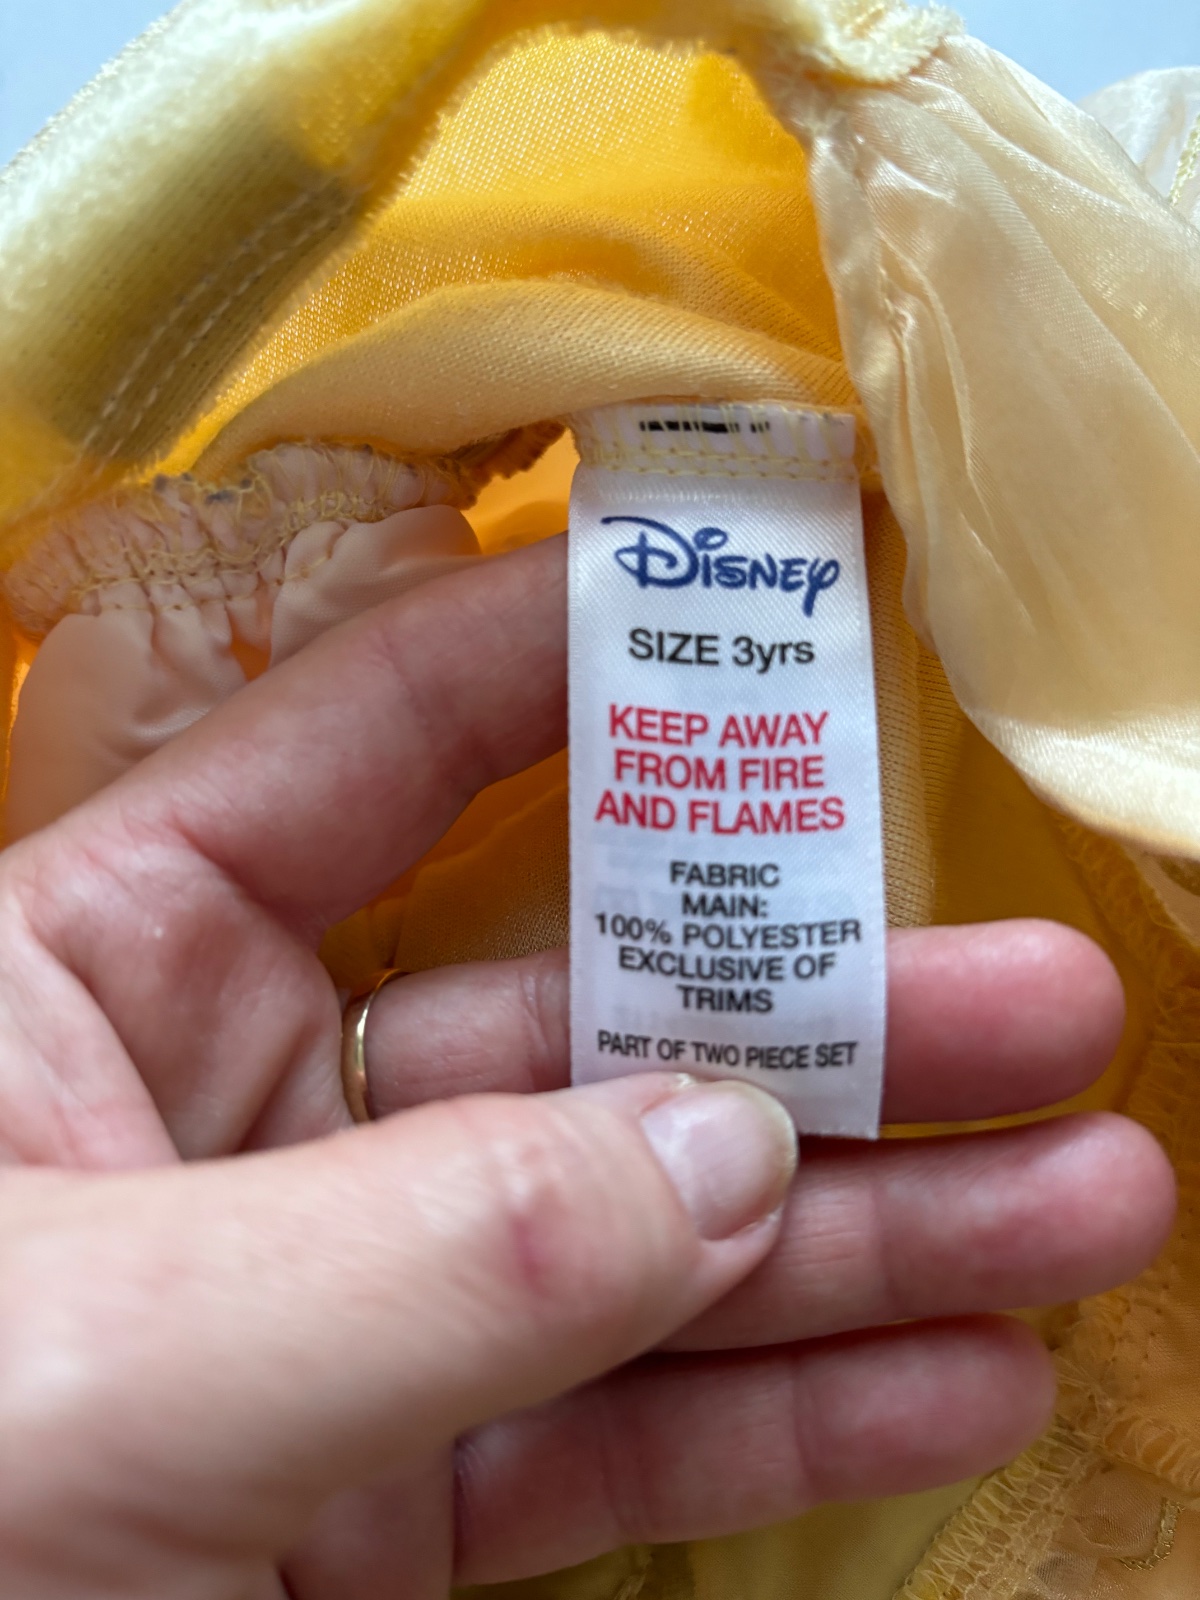 Disney
SIZE 3yrs
KEEP AWAY
FROM FIRE
AND FLAMES
FABRIC
MAIN:
100% POLYESTER
EXCLUSIVE OF
TRIMS
PART OF TWO PIECE SET